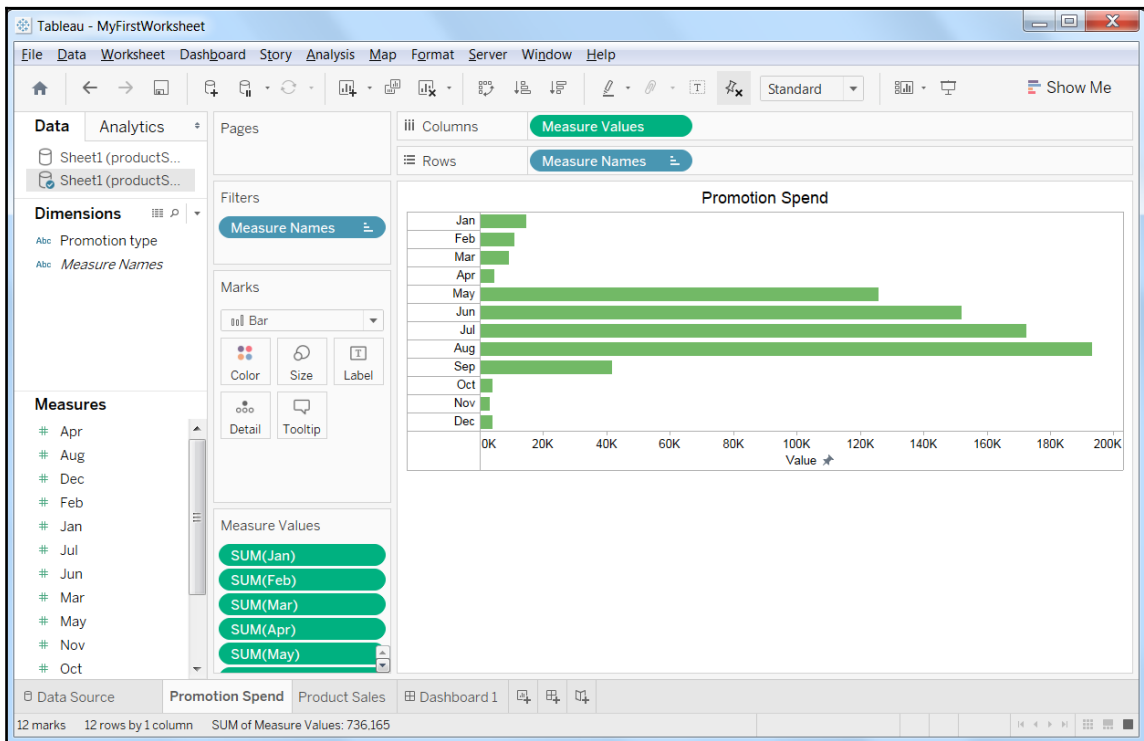 Tableau - MyFirstWorksheet
File Data Worksheet Dashboard Story Analysis Map Format Server Window Help
Standard
Show Me
Data Analytics
Sheet1 (productS...
Sheet1 (productS...
Dimensions
Abc Promotion type
Abc Measure Names
Measures
# Apr
# Aug
# Dec
# Feb
# Jan
# Jul
# Jun
# Mar
# May
# Nov
# Oct
Pages
Filters
Measure Names
Marks
Bar
Color Size Label
Detail Tooltip
Measure Values
SUM(Jan)
SUM(Feb)
SUM(Mar)
SUM(Apr)
SUM(May)
iii Columns Measure Values
Rows Measure Names
Promotion Spend
Jan
Feb
Mar
Apr
May
Jun
Jul
Aug
Sep
Oct
Nov
Dec
0K 20K 40K 60K 80K 100K 120K 140K 160K 180K 200K
Value
Data Source Promotion Spend Product Sales Dashboard 1
12 marks 12 rows by 1 column SUM of Measure Values: 736,165